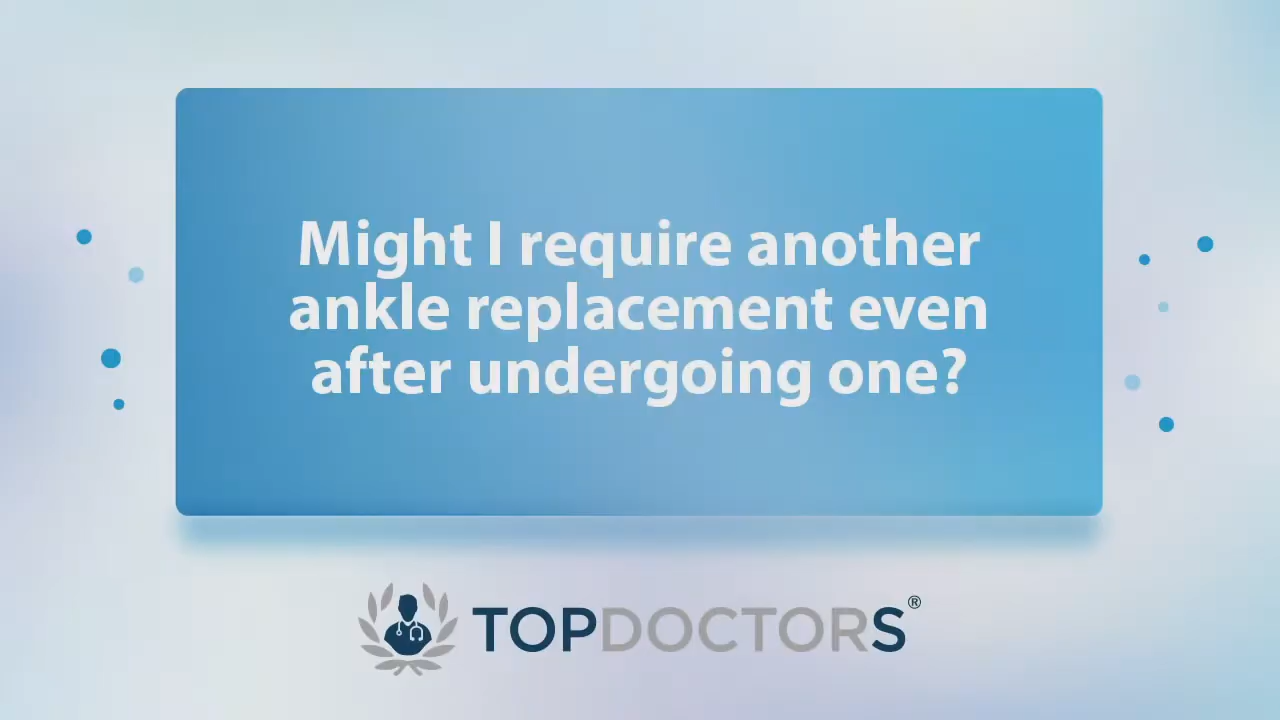 Might I require another
ankle replacement even
after undergoing one?
TOPDOCTORS®